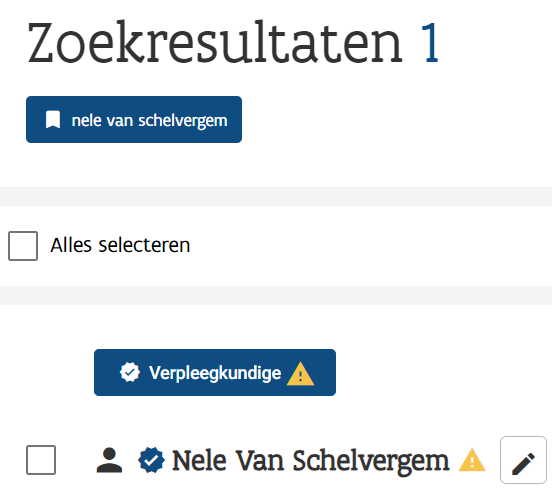 Zoekresultaten 1
nele van schelvergem
Alles selecteren
Verpleegkundige
Nele Van Schelvergem